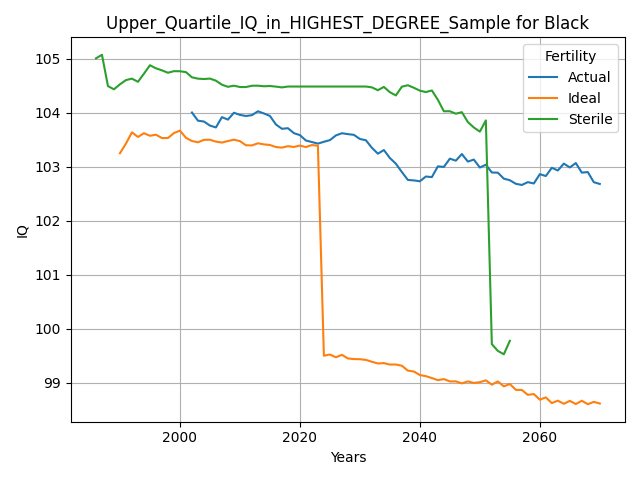 Upper_Quartile_IQ_in_HIGHEST_DEGREE_Sample for Black
Fertility
Actual
Ideal
Sterile
105
104
103
102
101
100
99
IQ
2000 2020 2040 2060
Years